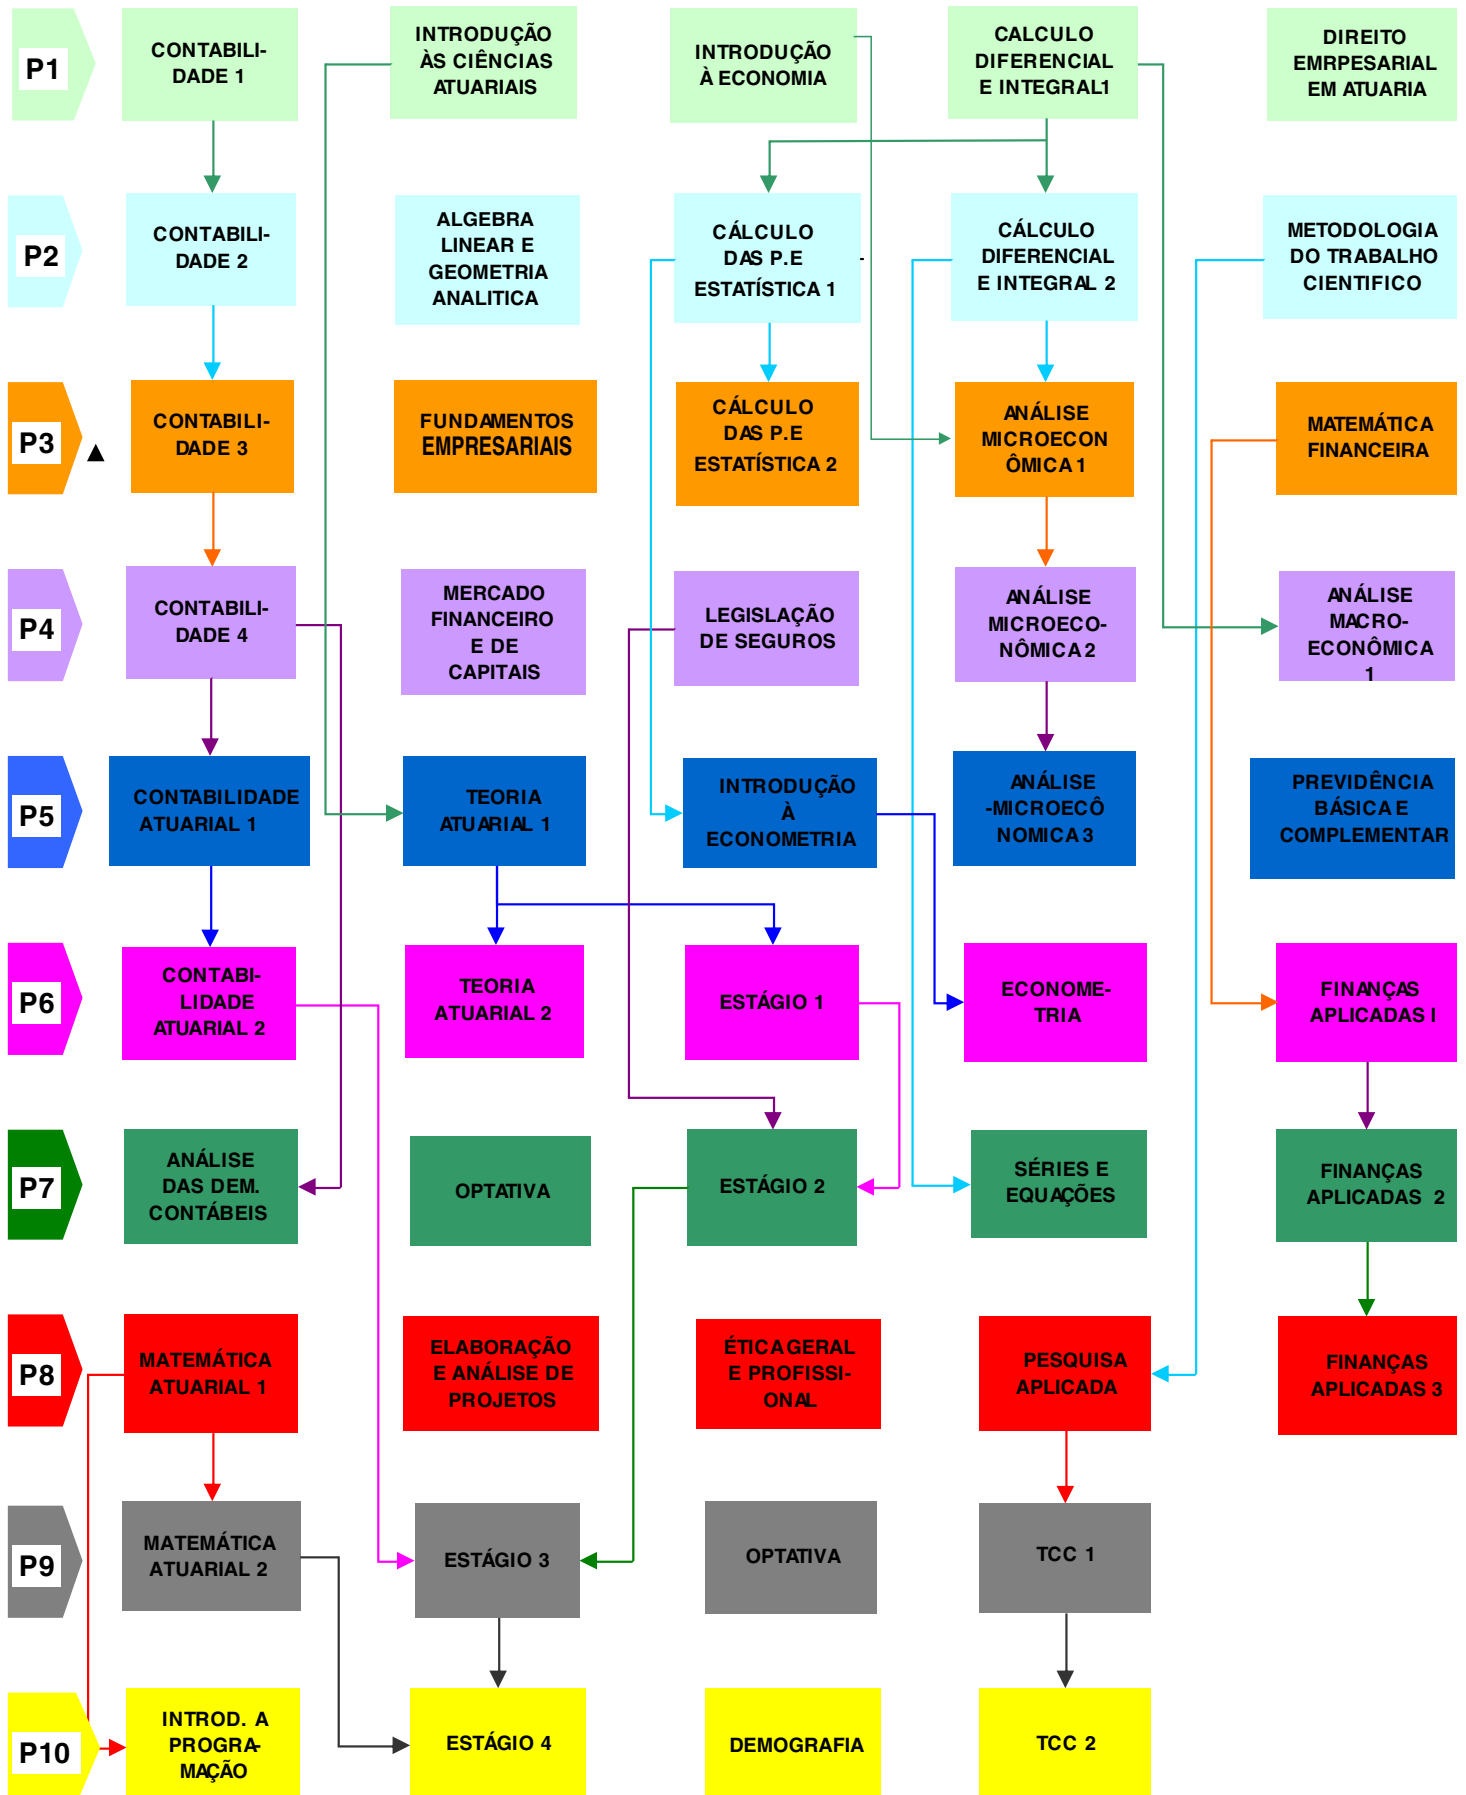 P1
CONTABILI-
DADE 1
INTRODUÇÃO
ÀS CIÊNCIAS
ATUARIAIS
INTRODUÇÃO
À ECONOMIA
CALCULO
DIFERENCIAL
E INTEGRAL1
DIREITO
EMRPESARIAL
EM ATUARIA
P2
CONTABILI-
DADE 2
ALGEBRA
LINEAR E
GEOMETRIA
ANALITICA
CÁLCULO
DAS P.E -
ESTATÍSTICA 1
CÁLCULO
DIFERENCIAL
E INTEGRAL 2
METODOLOGIA
DO TRABALHO
CIENTIFICO
P3
CONTABILI-
DADE 3
FUNDAMENTOS
EMPRESARIAIS
CÁLCULO
DAS P.E
ESTATÍSTICA 2
ANÁLISE
MICROECON
ÔMICA 1
MATEMÁTICA
FINANCEIRA
P4
CONTABILI-
DADE 4
MERCADO
FINANCEIRO
E DE
CAPITAIS
LEGISLAÇÃO
DE SEGUROS
ANÁLISE
MICROECO-
NÔMICA 2
ANÁLISE
MACRO-
ECONÔMICA
1
P5
CONTABILIDADE
ATUARIAL 1
TEORIA
ATUARIAL 1
INTRODUÇÃO
À
ECONOMETRIA
ANÁLISE
-MICROECÔ
NOMICA 3
PREVIDÊNCIA
BÁSICA E
COMPLEMENTAR
P6
CONTABI-
LIDADE
ATUARIAL 2
TEORIA
ATUARIAL 2
ESTÁGIO 1
ECONOME-
TRIA
FINANÇAS
APLICADAS I
P7
ANÁLISE
DAS DEM.
CONTÁBEIS
OPTATIVA
ESTÁGIO 2
SÉRIES E
EQUAÇÕES
FINANÇAS
APLICADAS 2
P8
MATEMÁTICA
ATUARIAL 1
ELABORAÇÃO
E ANÁLISE DE
PROJETOS
ÉTICA GERAL
E PROFISSI-
ONAL
PESQUISA
APLICADA
FINANÇAS
APLICADAS 3
P9
MATEMÁTICA
ATUARIAL 2
ESTÁGIO 3
OPTATIVA
TCC 1
P10
INTROD. A
PROGRA-
MAÇÃO
ESTÁGIO 4
DEMOGRAFIA
TCC 2